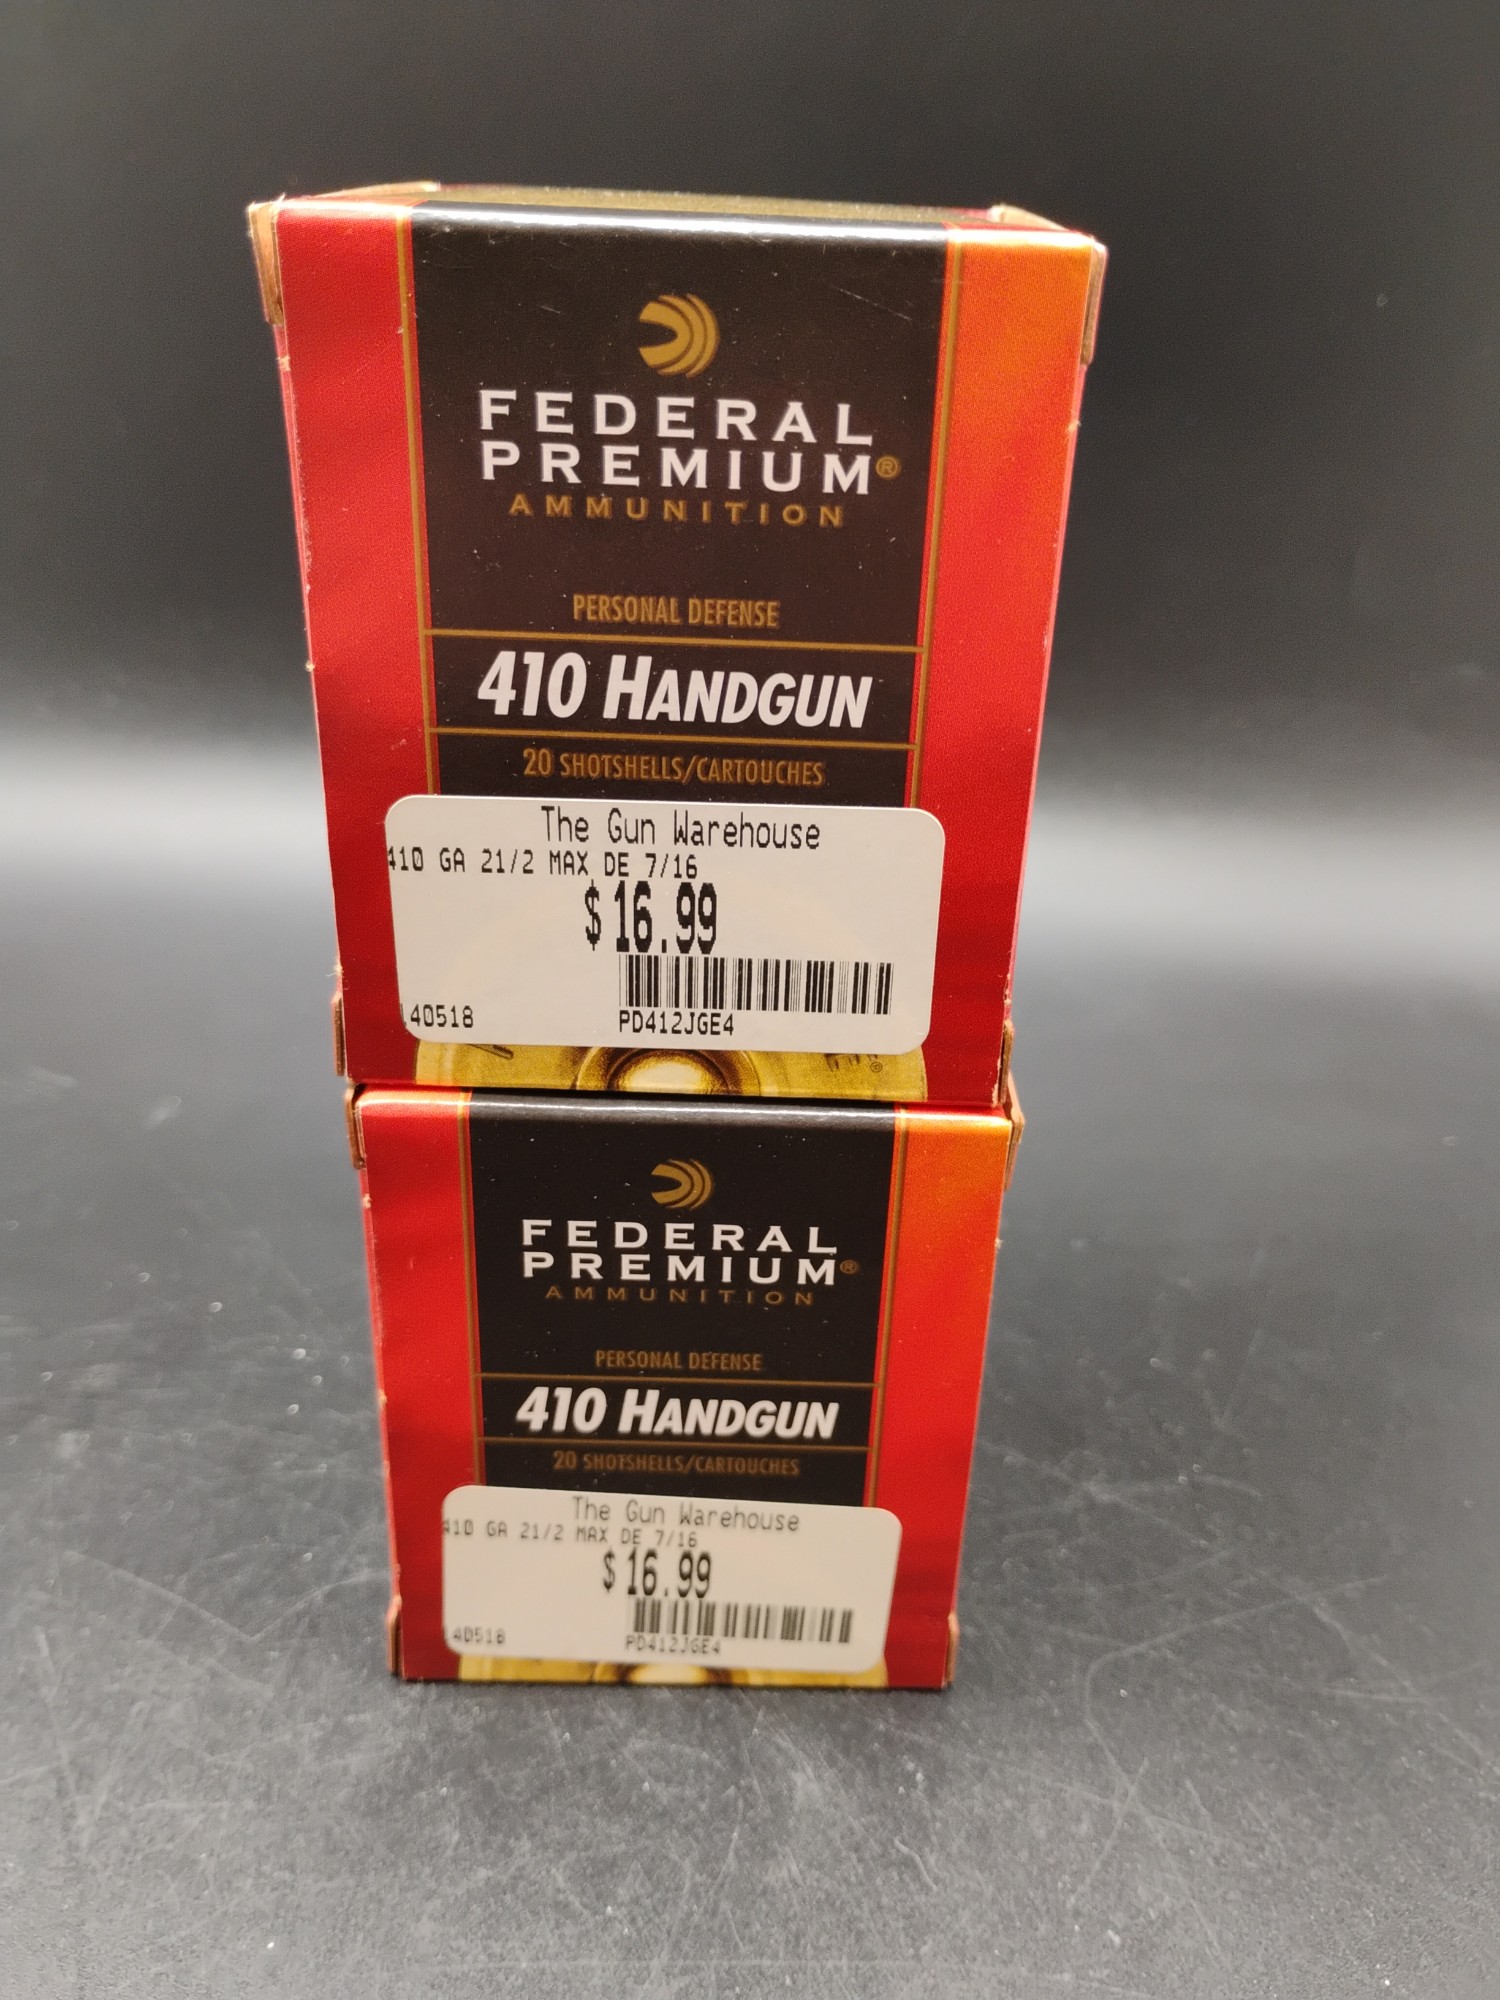 FEDERAL
PREMIUM®
AMMUNITION
PERSONAL DEFENSE
410 HANDGUN
20 SHOTSHELLS/CARTOUCHES
The Gun Warehouse
410 GA 21/2 MAX DE 7/16
$16.99
40518
PD412JGE4
FEDERAL
PREMIUM®
AMMUNITION
PERSONAL DEFENSE
410 HANDGUN
20 SHOTSHELLS/CARTOUCHES
The Gun Warehouse
410 GA 21/2 MAX DE 7/16
$16.99
40518
PD412JGE4